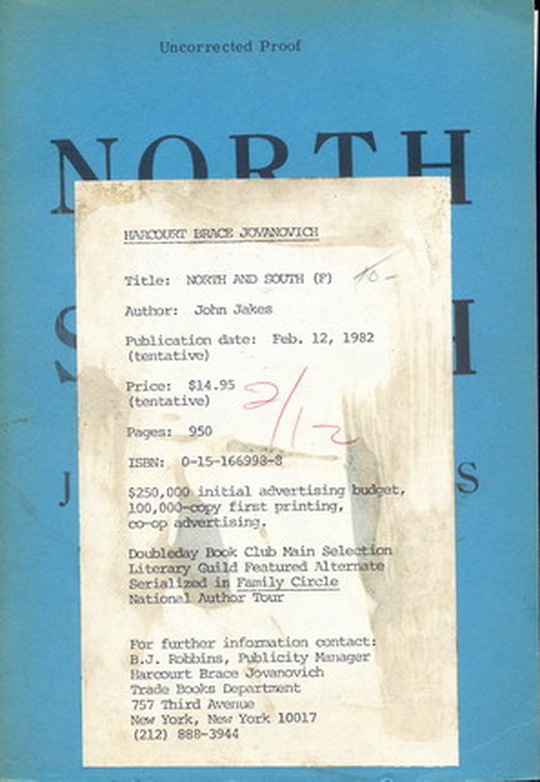 Uncorrected Proof
NORTH
HARCOURT BRACE JOVANOVICH
Title: NORTH AND SOUTH (F) 10-
Author: John Jakes
Publication date: Feb. 12, 1982
(tentative)
Price: $14.95
(tentative)
2/12
Pages: 950
ISBN: 0-15-166998-8
$250,000 initial advertising budget,
100,000-copy first printing,
co-op advertising.
Doubleday Book Club Main Selection
Literary Guild Featured Alternate
Serialized in Family Circle
National Author Tour
For further information contact:
B.J. Robbins, Publicity Manager
Harcourt Brace Jovanovich
Trade Books Department
757 Third Avenue
New York, New York 10017
(212) 888-3944
S H
J S